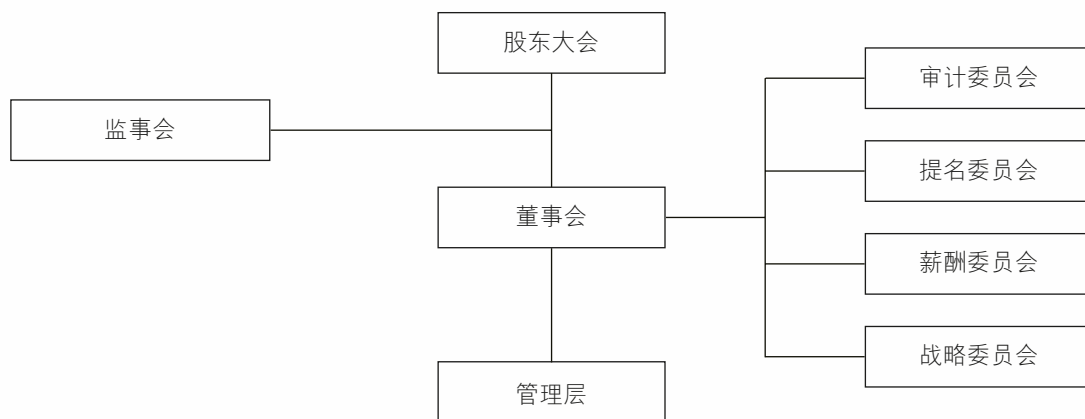 股东大会
审计委员会
监事会
提名委员会
董事会
薪酬委员会
战略委员会
管理层